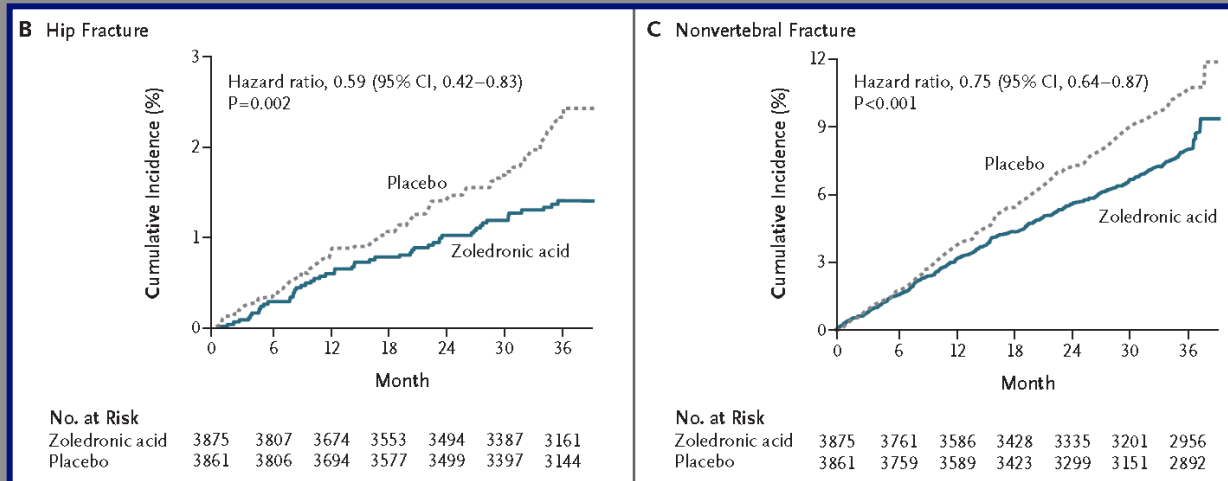 B Hip Fracture
3
2
1
0
Cumulative Incidence (%)
Hazard ratio, 0.59 (95% CI, 0.42–0.83)
P=0.002
Placebo
Zoledronic acid
0 6 12 18 24 30 36
Month
No. at Risk
Zoledronic acid 3875 3807 3674 3553 3494 3387 3161
Placebo 3861 3806 3694 3577 3499 3397 3144
C Nonvertebral Fracture
12
9
6
3
0
Cumulative Incidence (%)
Hazard ratio, 0.75 (95% CI, 0.64–0.87)
P<0.001
Placebo
Zoledronic acid
0 6 12 18 24 30 36
Month
No. at Risk
Zoledronic acid 3875 3761 3586 3428 3335 3201 2956
Placebo 3861 3759 3589 3423 3299 3151 2892